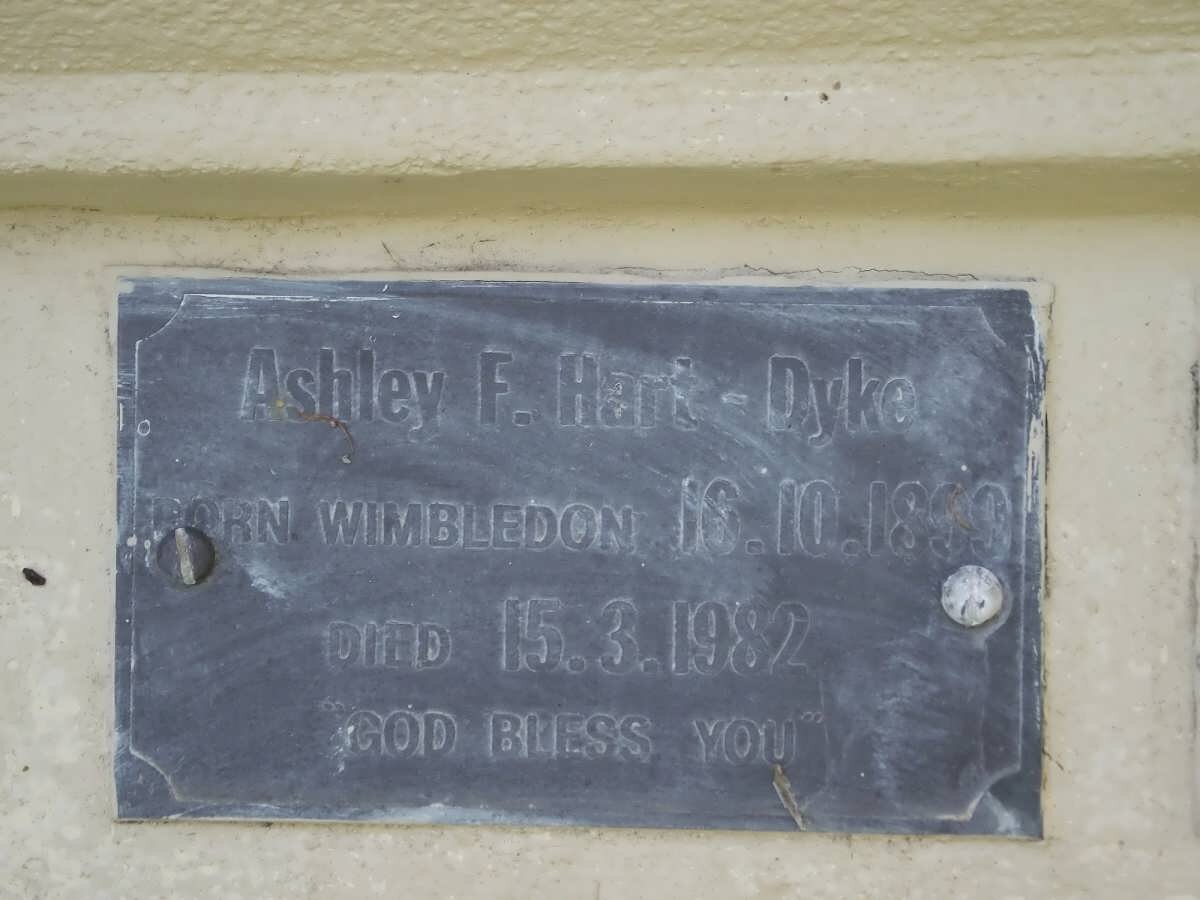 Ashley F. Hart - Dyke
BORN WIMBLEDON 16.10.1899
DIED 15.3.1982
"GOD BLESS YOU"